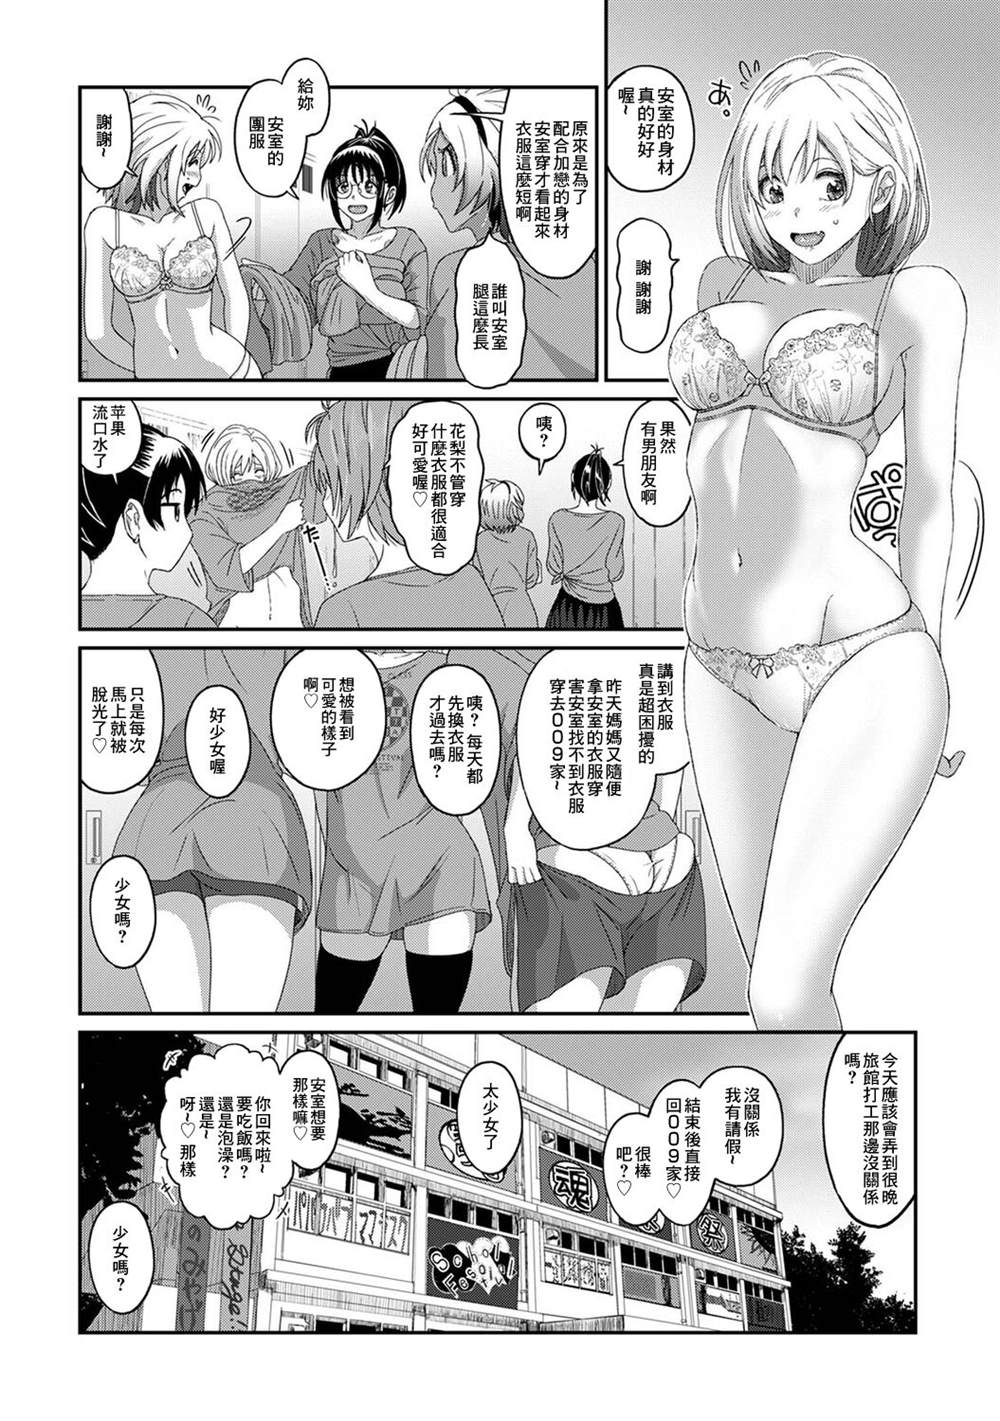 安室的身材
真的好好
喔~
あ。
謝謝謝
原來是為了
配合加戀的身材
安室穿才看起來
衣服這麼短啊
誰叫安室
腿這麼長
給妳
安室的
團服
謝謝~
果然
有男朋友啊
咦?
花梨不管穿
什麼衣服都很適合
好可愛喔♡
たー
苹果
流口水了
講到衣服
真是超困擾的
昨天媽媽又隨便
拿安室的衣服穿
穿去009家
害安室找不到衣服
~
咦?每天都
先換衣服
才過去嗎?
想被看到
可愛的樣子
啊♡
好少女喔
只是每次
馬上就被
脫光了♡
少女嗎?
今天應該會弄到很晚
旅館打工那邊沒關係
嗎?
沒關係
我有請假~
結束後直接
回009家♡
很棒
吧?♡
太少女了
安室想要
那樣嘛♡
你回來啦~
要吃飯嗎?
還是泡澡?
還是~
呀~♡那樣
少女嗎?
魂
祭
School
Festival
のみやげ
Stage!!